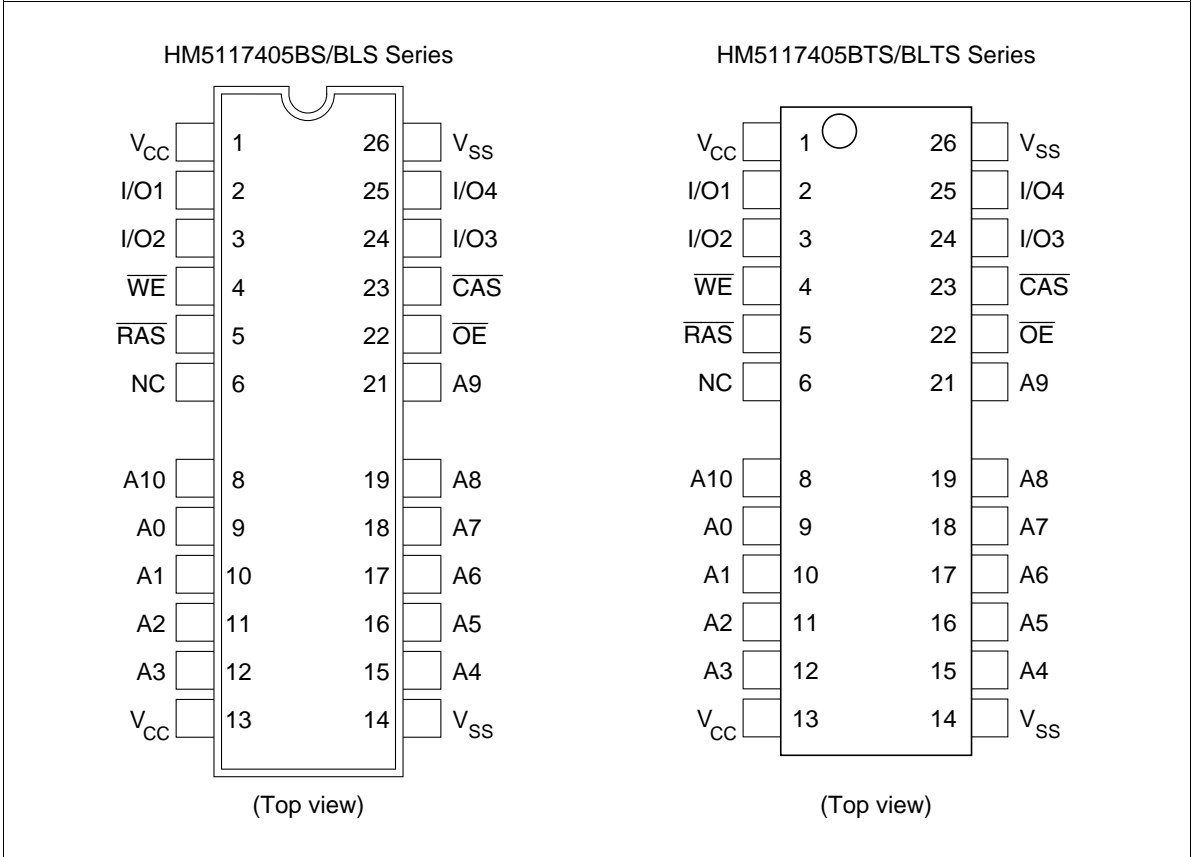 HM5117405BS/BLS Series
VCC 1 26 VSS
I/O1 2 25 I/O4
I/O2 3 24 I/O3
WE 4 23 CAS
RAS 5 22 OE
NC 6 21 A9
A10 8 19 A8
A0 9 18 A7
A1 10 17 A6
A2 11 16 A5
A3 12 15 A4
VCC 13 14 VSS
(Top view)
HM5117405BTS/BLTS Series
VCC 1 26 VSS
I/O1 2 25 I/O4
I/O2 3 24 I/O3
WE 4 23 CAS
RAS 5 22 OE
NC 6 21 A9
A10 8 19 A8
A0 9 18 A7
A1 10 17 A6
A2 11 16 A5
A3 12 15 A4
VCC 13 14 VSS
(Top view)